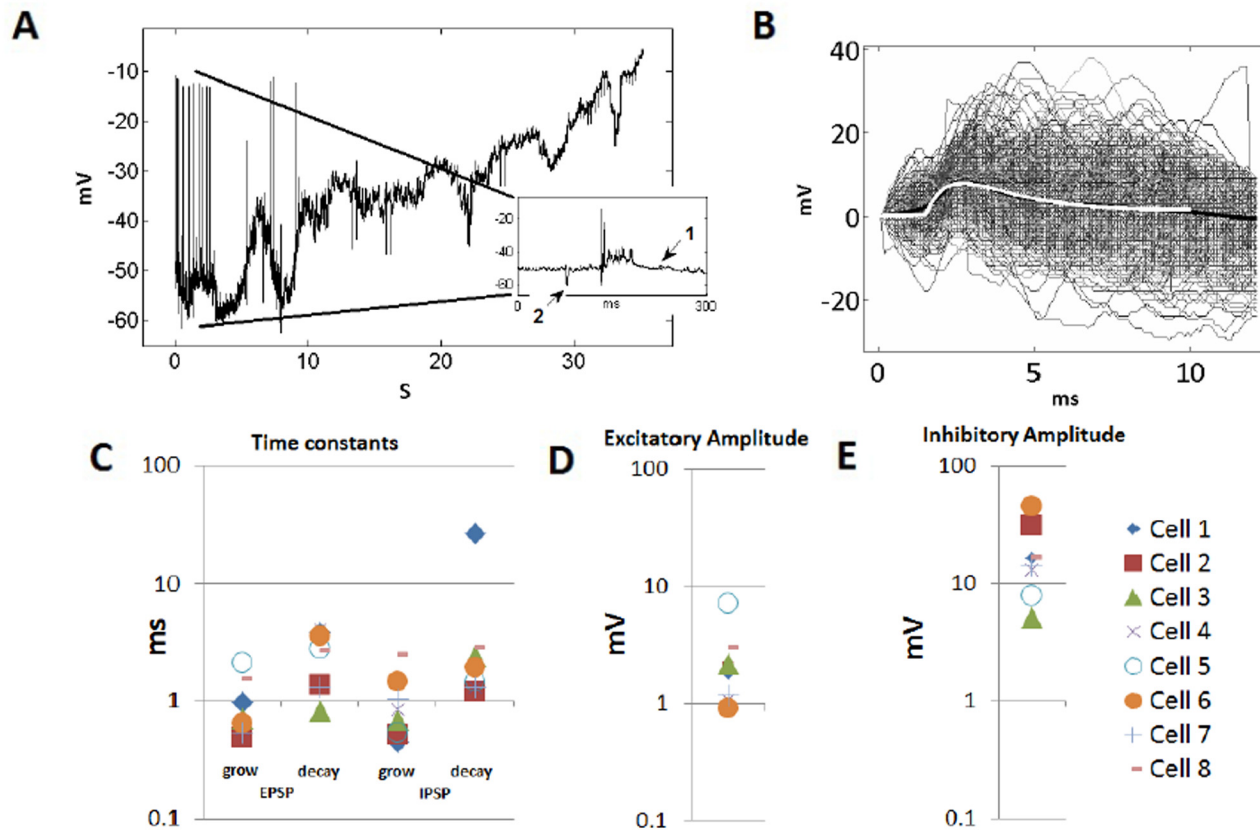 A
mV
-10
-20
-30
-40
-50
-60
0
10
20
30
S
-20
-40
-60
0
ms
300
1
2
B
mV
40
20
0
-20
0
5
10
ms
C
Time constants
ms
100
10
1
0.1
grow
decay
grow
decay
EPSP
IPSP
D
Excitatory Amplitude
mV
100
10
1
0.1
E
Inhibitory Amplitude
mV
100
10
1
0.1
Cell 1
Cell 2
Cell 3
Cell 4
Cell 5
Cell 6
Cell 7
Cell 8